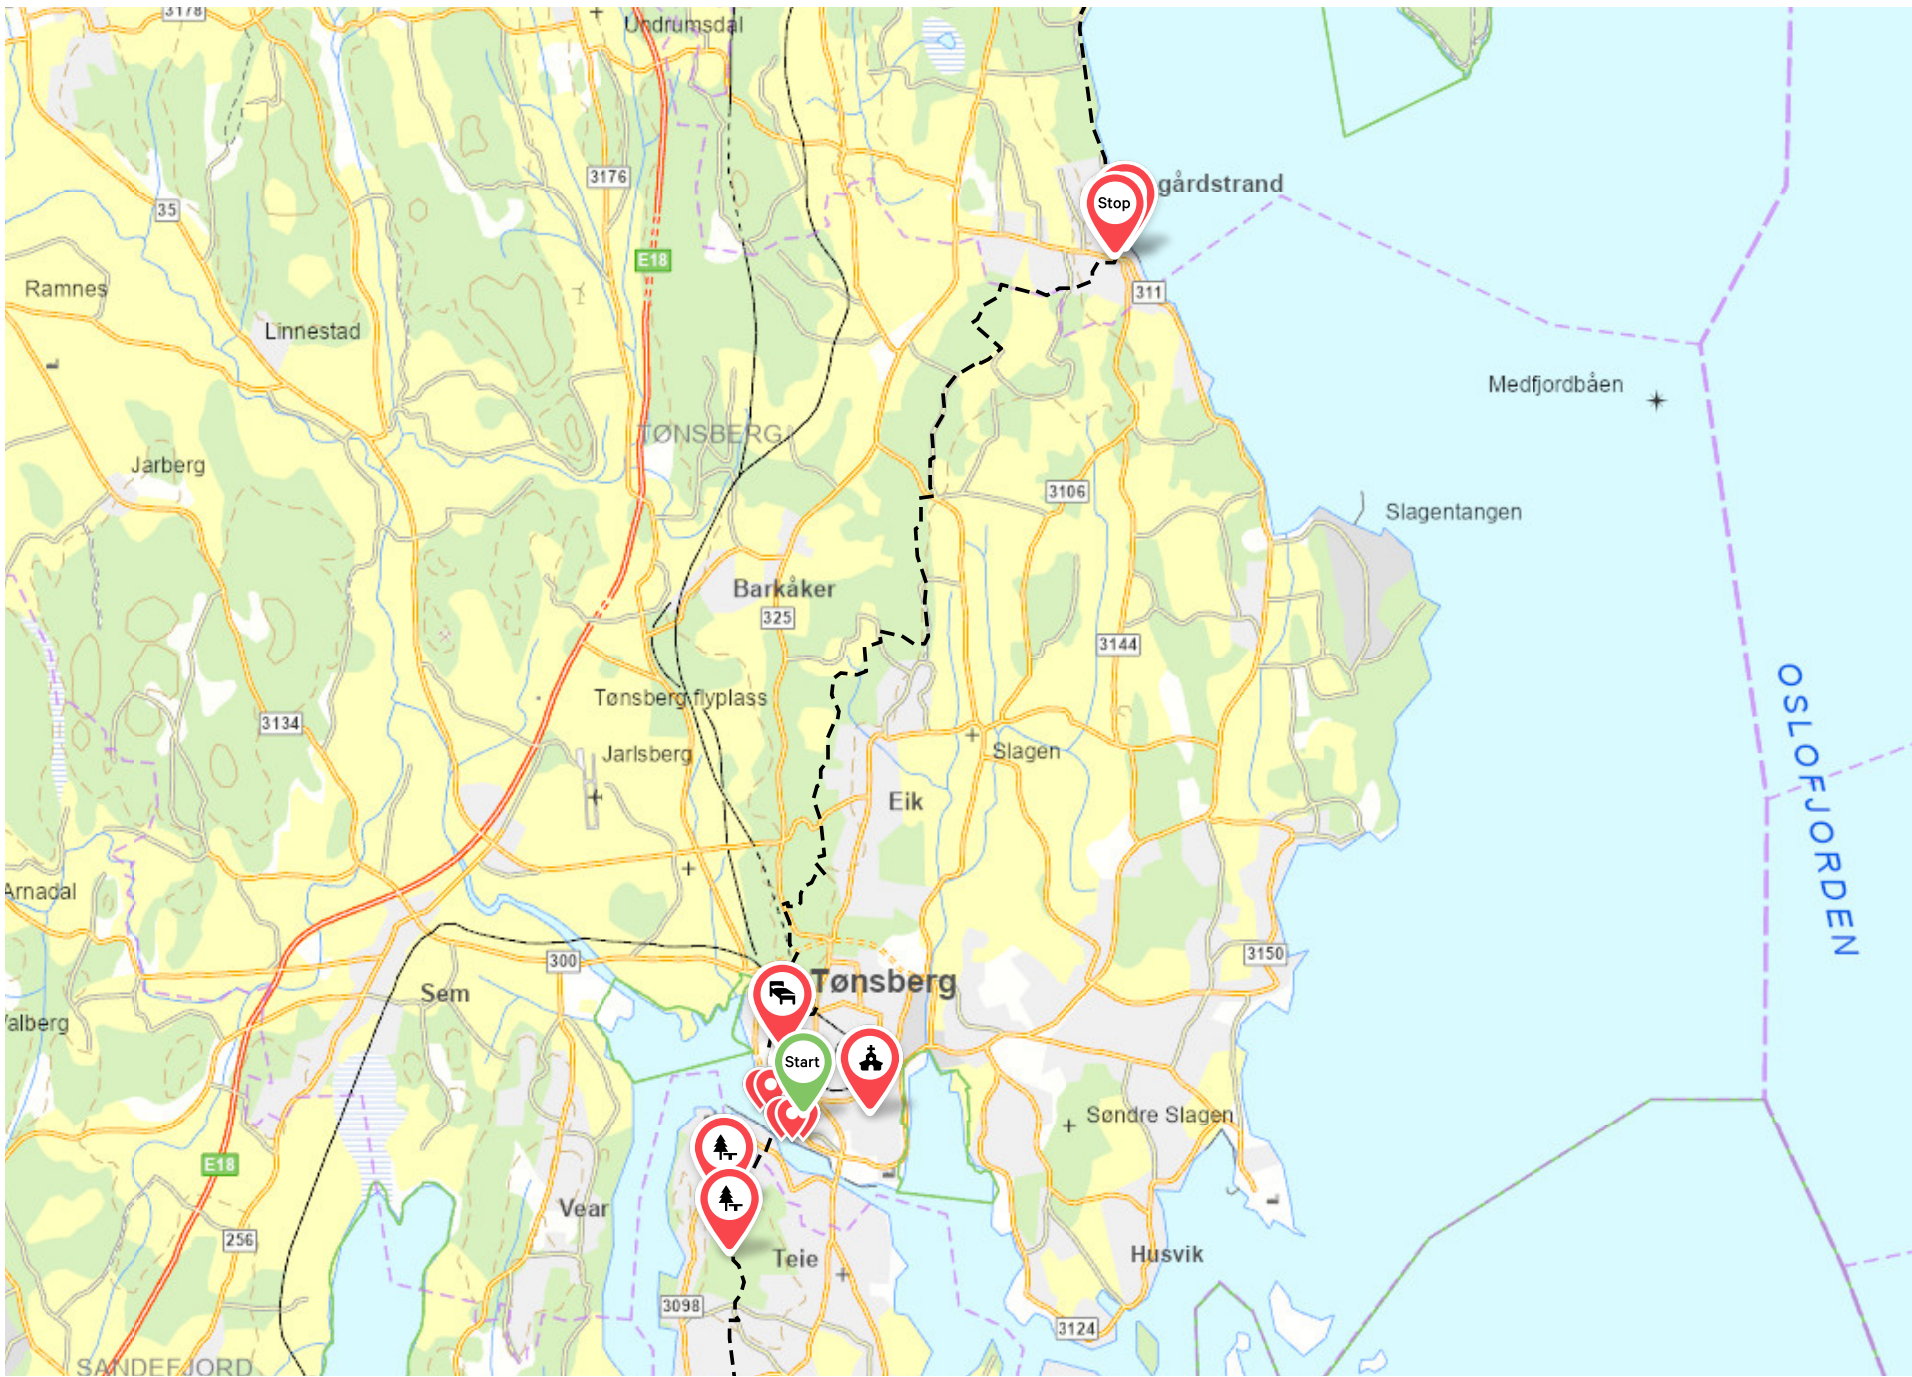 3178
Undrumsdal
3176
gårdstrand
Stop
35
E18
Ramnes
311
Linnestad
Medfjordbåen
TØNSBERG
Jarberg
3106
Slagentangen
Barkåker
325
3144
OSLOFJORDEN
Tønsberg flyplass
3134
Jarlsberg
Slagen
Eik
Arnadal
300
3150
Tønsberg
Sem
alberg
Start
Søndre Slagen
E18
Vear
256
Teie
Husvik
3098
3124
SANDEFJORD